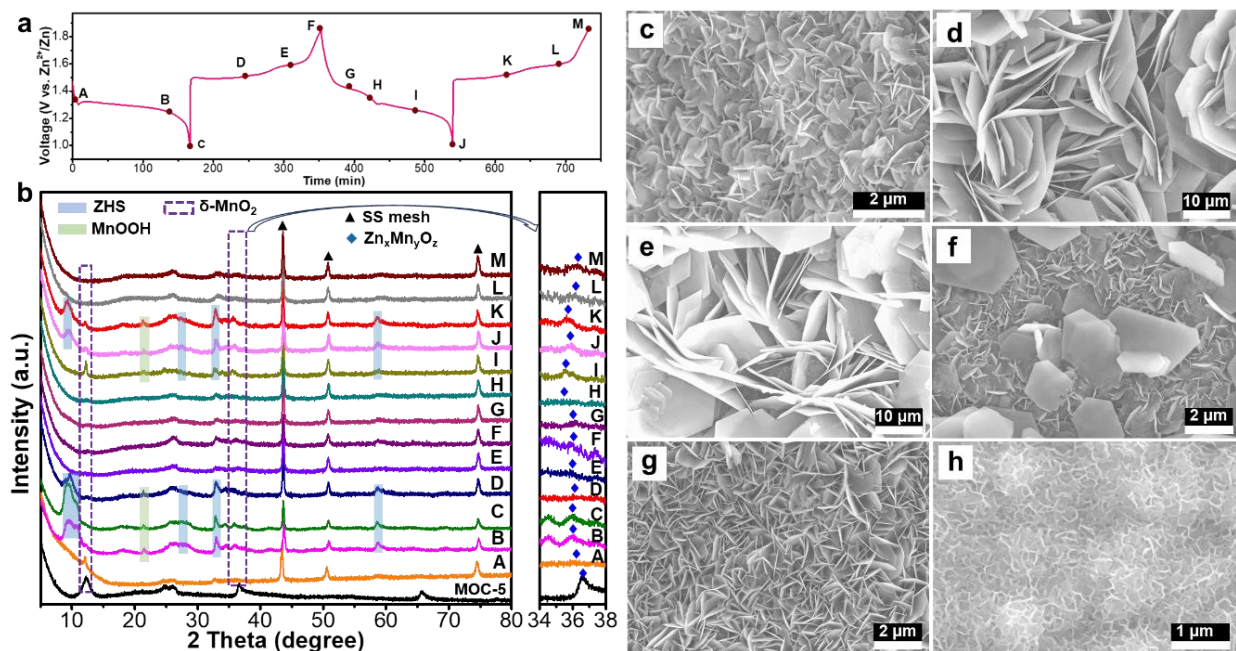 a
Voltage (V vs. Zn²⁺/Zn)
1.8
1.6
1.4
1.2
1.0
A
B
C
D
E
F
G
H
I
J
K
L
M
0
100
200
300
400
500
600
700
Time (min)
b
ZHS
δ-MnO₂
SS mesh
MnOOH
ZnₓMnᵧO_z
Intensity (a.u.)
M
L
K
J
I
H
G
F
E
D
C
B
A
MOC-5
10 20 30 40 50 60 70 80
2 Theta (degree)
M
L
K
J
I
H
G
F
E
D
C
B
A
34 36 38
c
2 µm
d
10 µm
e
10 µm
f
2 µm
g
2 µm
h
1 µm